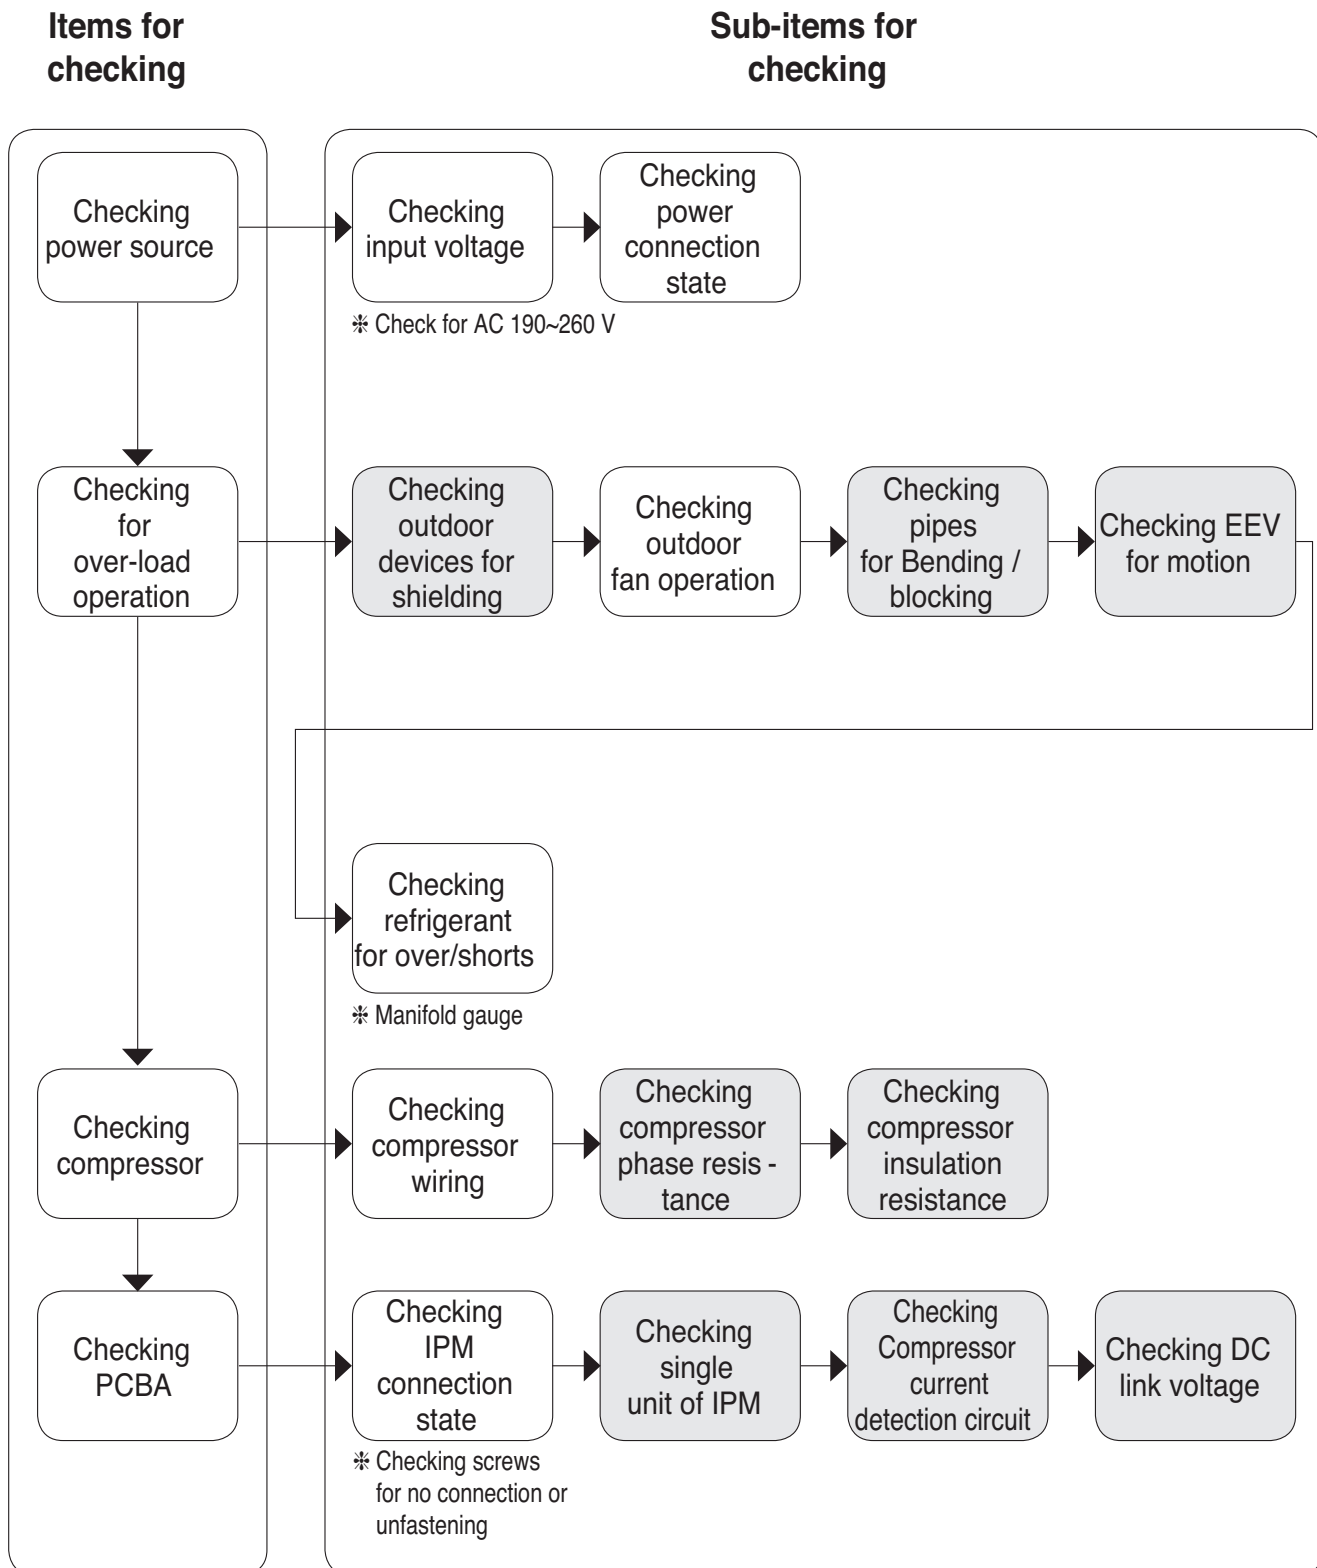 Items for
checking
Sub-items for
checking
Checking
power source
Checking
input voltage
Checking
power
connection
state
❈ Check for AC 190~260 V
Checking
for
over-load
operation
Checking
outdoor
devices for
shielding
Checking
outdoor
fan operation
Checking
pipes
for Bending /
blocking
Checking EEV
for motion
Checking
refrigerant
for over/shorts
❈ Manifold gauge
Checking
compressor
Checking
compressor
wiring
Checking
compressor
phase resis -
tance
Checking
compressor
insulation
resistance
Checking
PCBA
Checking
IPM
connection
state
Checking
single
unit of IPM
Checking
Compressor
current
detection circuit
Checking DC
link voltage
❈ Checking screws
for no connection or
unfastening